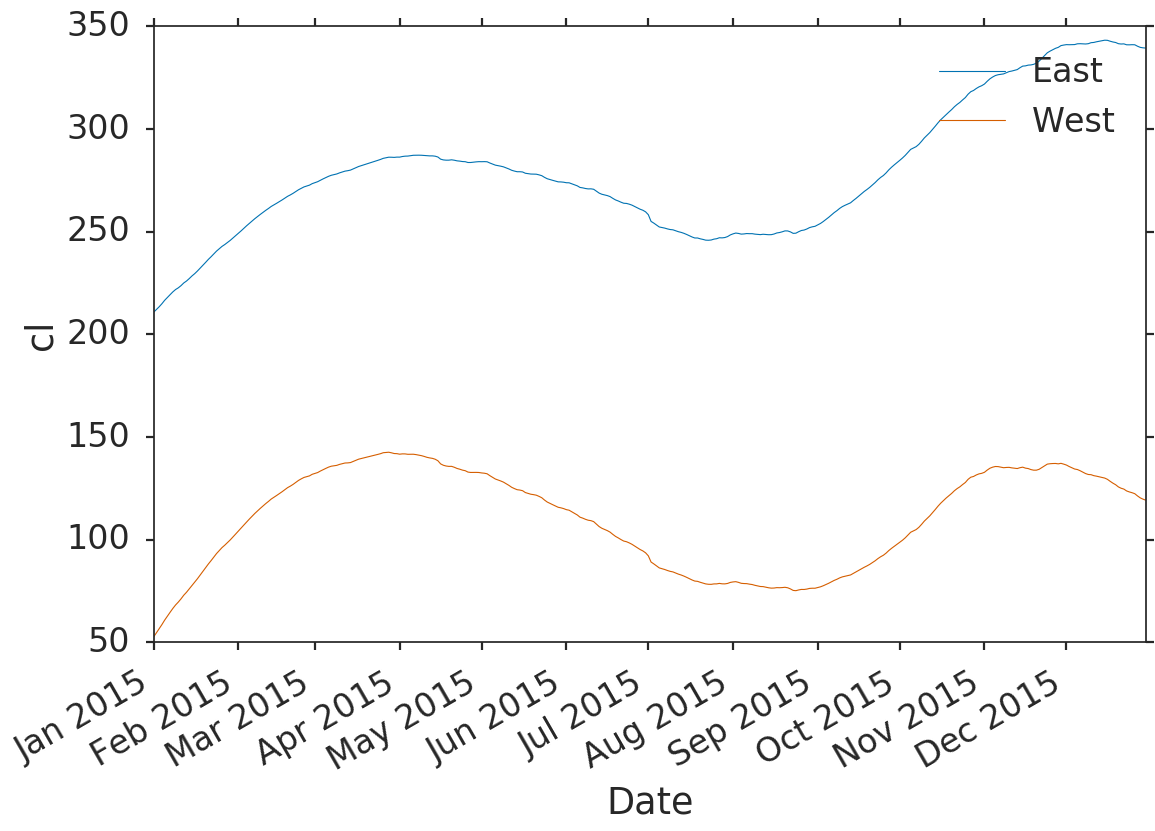 350
300
250
200
150
100
50
cl
East
West
Jan 2015
Feb 2015
Mar 2015
Apr 2015
May 2015
Jun 2015
Jul 2015
Aug 2015
Sep 2015
Oct 2015
Nov 2015
Dec 2015
Date